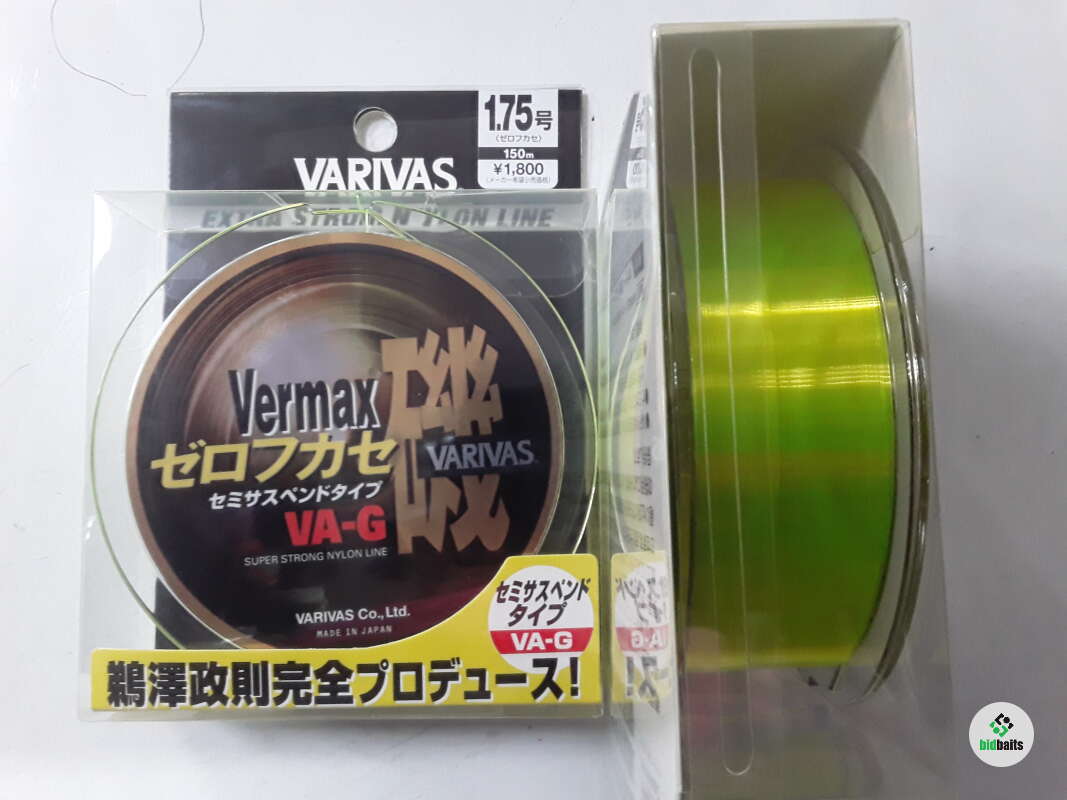 1.75号
(ゼロフカセ)
150m
¥1,800
(メーカー希望小売価格)
VARIVAS
EXTRA STRONG NYLON LINE
Vermax
磯
ゼロフカセ
VARIVAS
セミサスペンドタイプ
VA-G
SUPER STRONG NYLON LINE
VARIVAS Co., Ltd.
MADE IN JAPAN
セミサスペンド
タイプ
VA-G
鵜澤政則完全プロデュース!
bidbaits